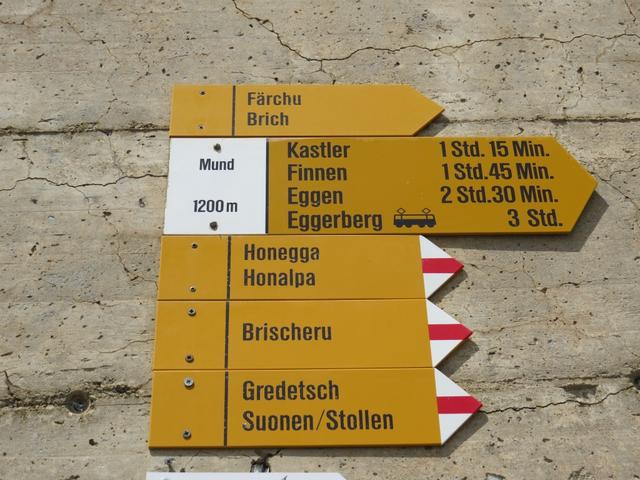 Färchu
Brich
Mund
1200 m
Kastler 1 Std. 15 Min.
Finnen 1 Std. 45 Min.
Eggen 2 Std. 30 Min.
Eggerberg 3 Std.
Honegga
Honalpa
Brischeru
Gredetsch
Suonen/Stollen